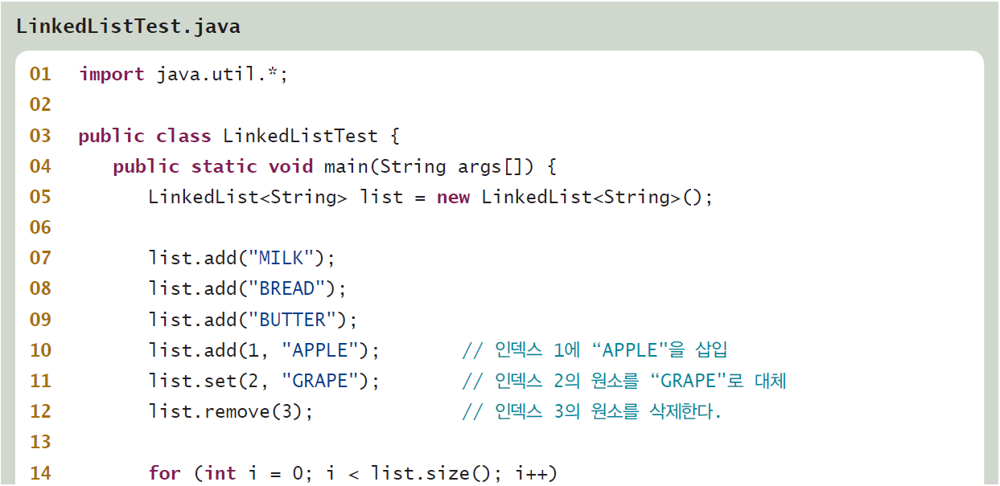 LinkedListTest.java
01 import java.util.*;
02
03 public class LinkedListTest {
04 public static void main(String args[]) {
05 LinkedList<String> list = new LinkedList<String>();
06
07 list.add("MILK");
08 list.add("BREAD");
09 list.add("BUTTER");
10 list.add(1, "APPLE"); // 인덱스 1에 “APPLE"을 삽입
11 list.set(2, "GRAPE"); // 인덱스 2의 원소를 “GRAPE"로 대체
12 list.remove(3); // 인덱스 3의 원소를 삭제한다.
13
14 for (int i = 0; i < list.size(); i++)